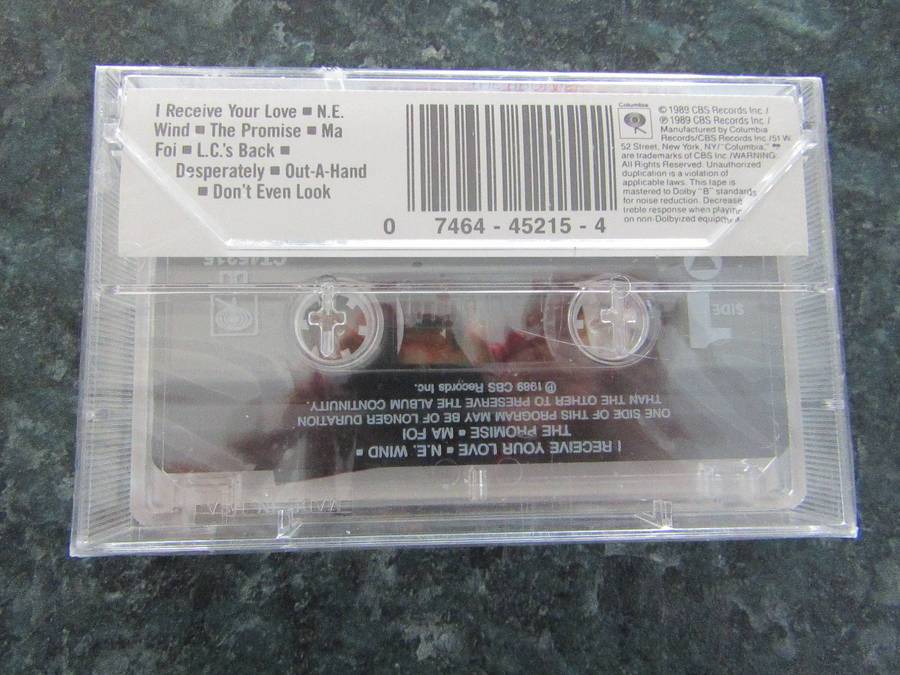 I Receive Your Love ■ N.E.
Wind ■ The Promise ■ Ma
Foi ■ L.C.'s Back ■
Desperately ■ Out-A-Hand
■ Don't Even Look
0 7464 - 45215 - 4
Columbia
© 1989 CBS Records Inc. /
℗ 1989 CBS Records Inc. /
Manufactured by Columbia
Records/CBS Records Inc./51 W.
52 Street, New York, NY/"Columbia,"
are trademarks of CBS Inc./WARNING:
All Rights Reserved. Unauthorized
duplication is a violation of
applicable laws. This tape is
mastered to Dolby "B" standards
for noise reduction. Decrease
treble response when playing
on non-Dolbyized equipment.
CT45215
SIDE 1
I RECEIVE YOUR LOVE ■ N.E. WIND ■
THE PROMISE ■ MA FOI
ONE SIDE OF THIS PROGRAM MAY BE OF LONGER DURATION
THAN THE OTHER TO PRESERVE THE ALBUM CONTINUITY.
℗ 1989 CBS Records Inc.